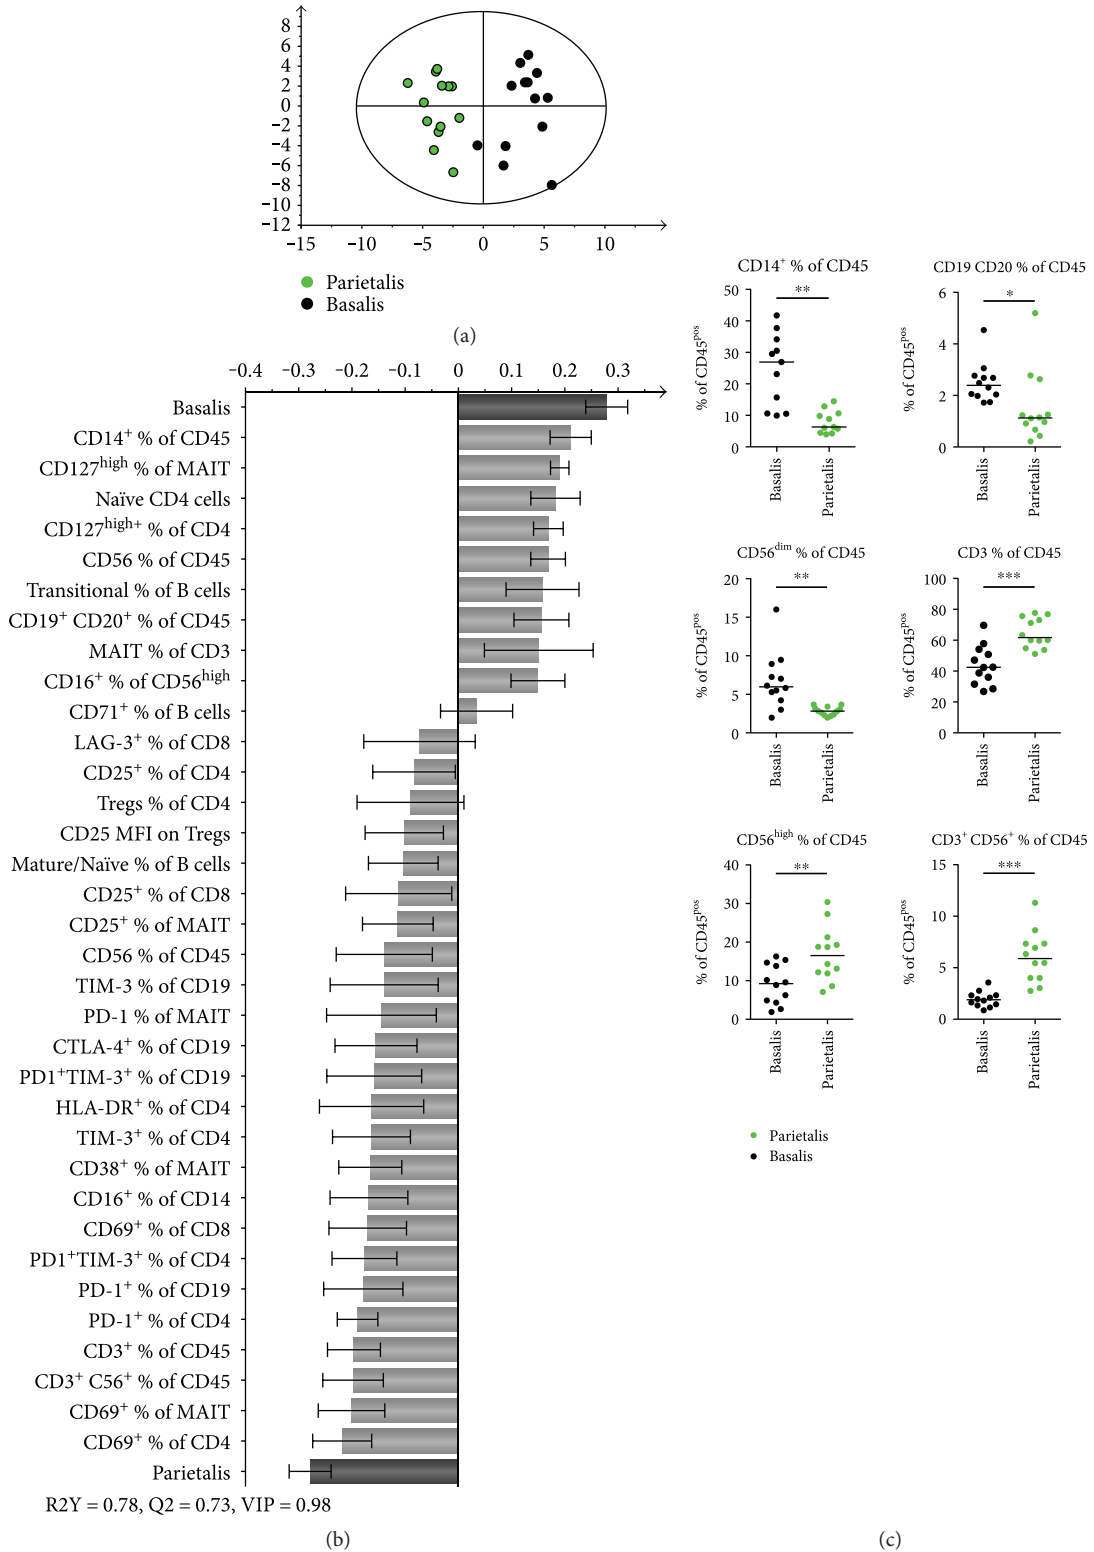 8
6
4
2
0
−2
−4
−6
−8
−10
−12
−15 −10 −5 0 5 10
Parietalis
Basalis
(a)
−0.4 −0.3 −0.2 −0.1 0 0.1 0.2 0.3
Basalis
CD14+ % of CD45
CD127high % of MAIT
Naïve CD4 cells
CD127high+ % of CD4
CD56 % of CD45
Transitional % of B cells
CD19+ CD20+ % of CD45
MAIT % of CD3
CD16+ % of CD56high
CD71+ % of B cells
LAG-3+ % of CD8
CD25+ % of CD4
Tregs % of CD4
CD25 MFI on Tregs
Mature/Naïve % of B cells
CD25+ % of CD8
CD25+ % of MAIT
CD56 % of CD45
TIM-3 % of CD19
PD-1 % of MAIT
CTLA-4+ % of CD19
PD1+TIM-3+ % of CD19
HLA-DR+ % of CD4
TIM-3+ % of CD4
CD38+ % of MAIT
CD16+ % of CD14
CD69+ % of CD8
PD1+TIM-3+ % of CD4
PD-1+ % of CD19
PD-1+ % of CD4
CD3+ % of CD45
CD3+ C56+ % of CD45
CD69+ % of MAIT
CD69+ % of CD4
Parietalis
R2Y = 0.78, Q2 = 0.73, VIP = 0.98
(b)
CD14+ % of CD45
% of CD45pos
50
40
30
20
10
0
**
Basalis
Parietalis
CD19 CD20 % of CD45
% of CD45pos
6
4
2
0
*
Basalis
Parietalis
CD56dim % of CD45
% of CD45pos
20
15
10
5
0
**
Basalis
Parietalis
CD3 % of CD45
% of CD45pos
100
80
60
40
20
0
***
Basalis
Parietalis
CD56high % of CD45
% of CD45pos
40
30
20
10
0
**
Basalis
Parietalis
CD3+ CD56+ % of CD45
% of CD45pos
15
10
5
0
***
Basalis
Parietalis
Parietalis
Basalis
(c)